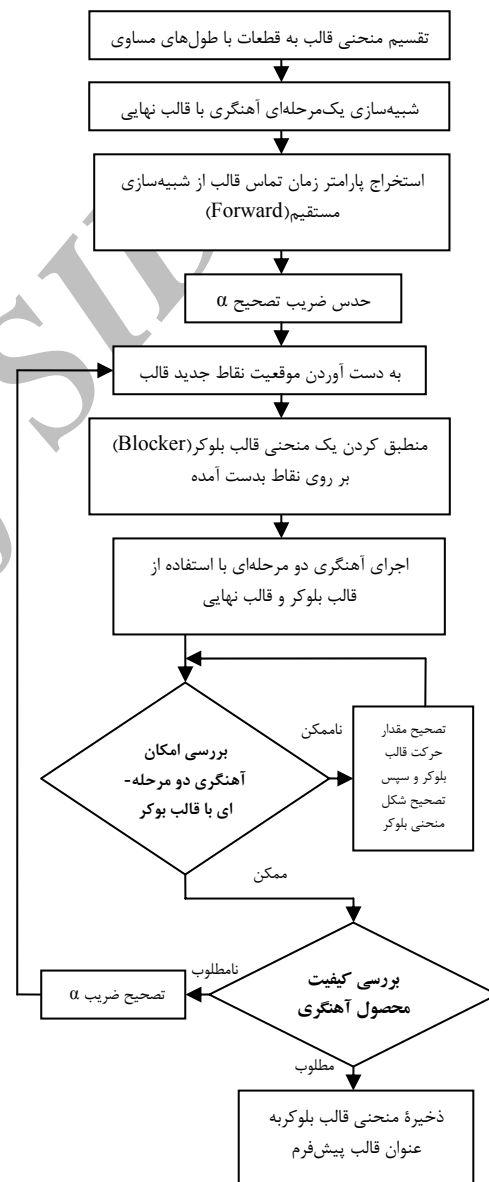 تقسیم منحنی قالب به قطعات با طول‌های مساوی
شبیه‌سازی یک‌مرحله‌ای آهنگری با قالب نهایی
استخراج پارامتر زمان تماس قالب از شبیه‌سازی
مستقیم(Forward)
حدس ضریب تصحیح α
به دست آوردن موقعیت نقاط جدید قالب
منطبق کردن یک منحنی قالب بلوکر(Blocker)
بر روی نقاط بدست آمده
اجرای آهنگری دو مرحله‌ای با استفاده از
قالب بلوکر و قالب نهایی
بررسی امکان
آهنگری دو مرحله-
ای با قالب بوکر
ناممکن
تصحیح مقدار
حرکت قالب
بلوکر و سپس
تصحیح شکل
منحنی بلوکر
ممکن
بررسی کیفیت
محصول آهنگری
نامطلوب
تصحیح ضریب α
مطلوب
ذخیرۀ منحنی قالب بلوکربه
عنوان قالب پیش‌فرم